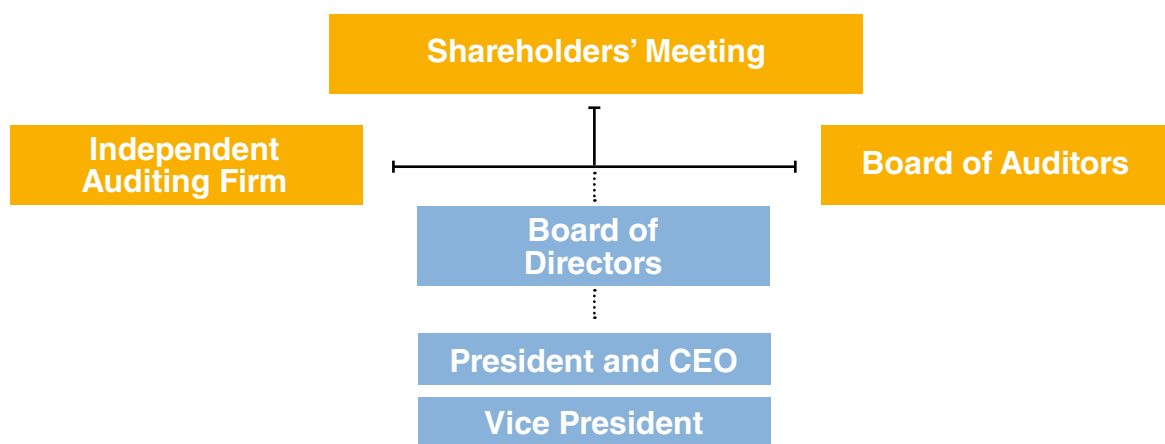 Shareholders’ Meeting
Independent
Auditing Firm
Board of Auditors
Board of
Directors
President and CEO
Vice President